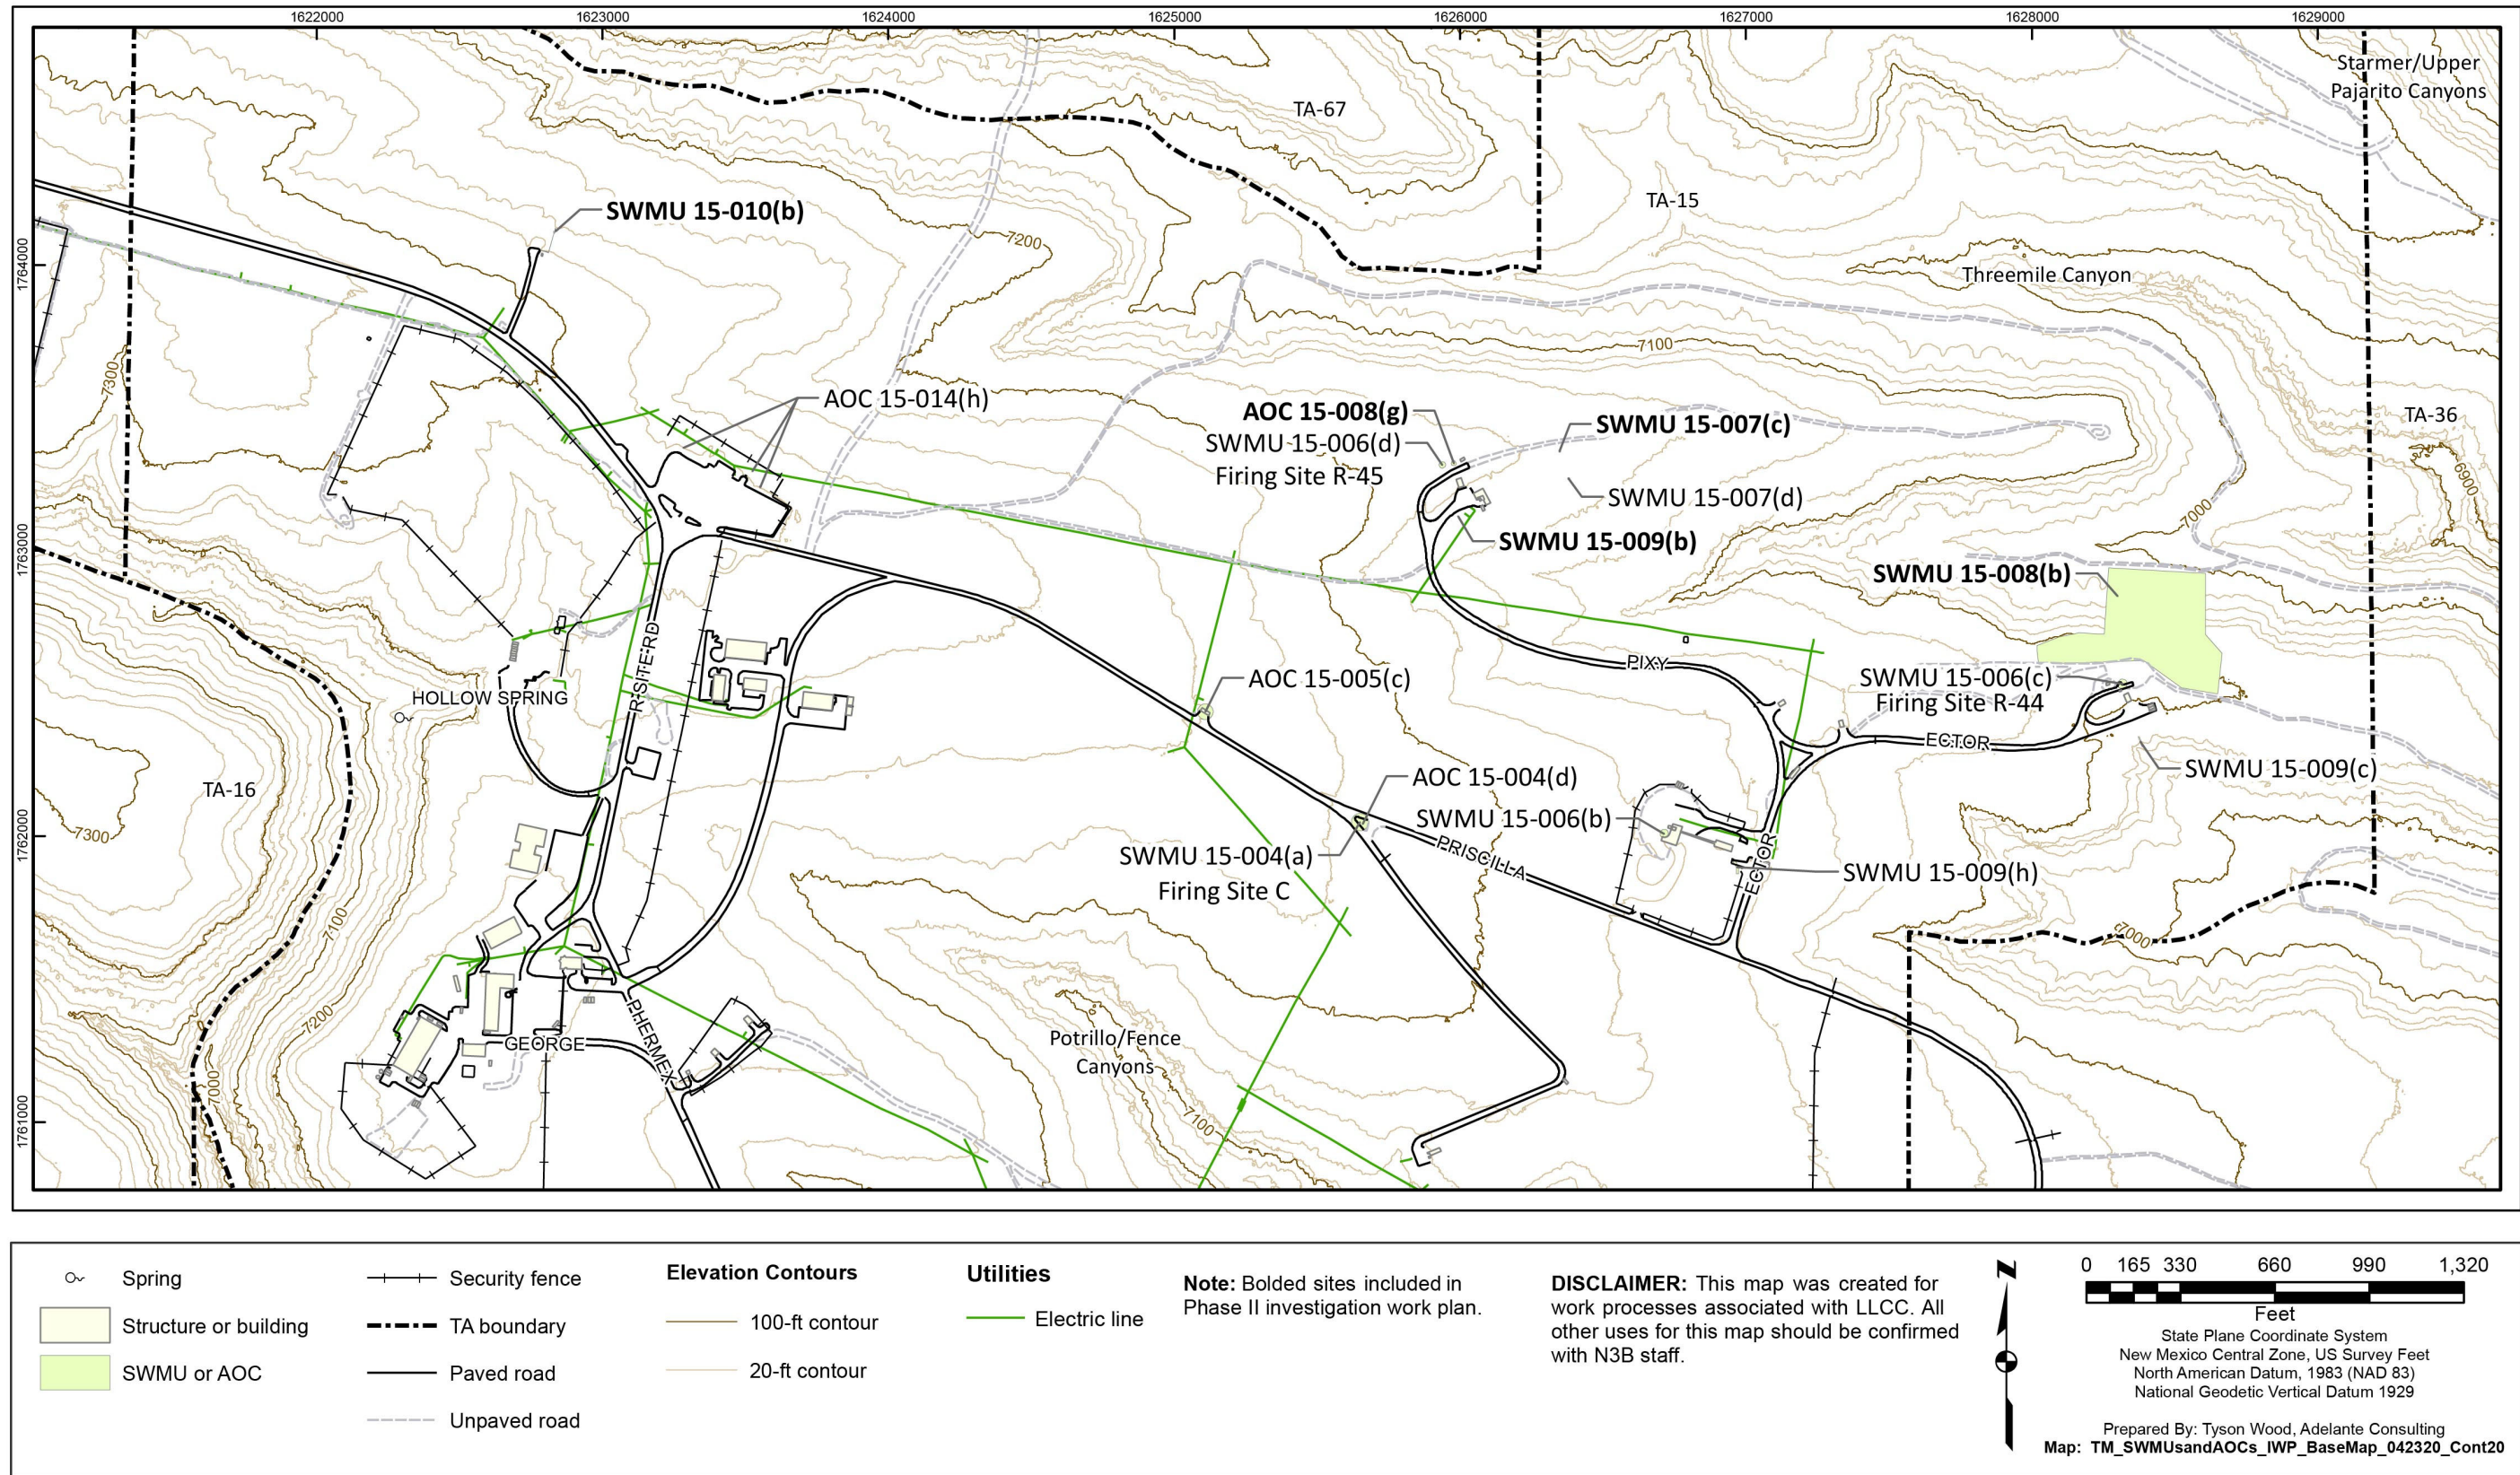 1622000
1623000
1624000
1625000
1626000
1627000
1628000
1629000
Starmer/Upper
Pajarito Canyons
TA-67
TA-15
SWMU 15-010(b)
7200
1764000
Threemile Canyon
7100
7300
AOC 15-014(h)
AOC 15-008(g)
SWMU 15-006(d)
Firing Site R-45
SWMU 15-007(c)
TA-36
6900
SWMU 15-007(d)
7000
1763000
SWMU 15-009(b)
SWMU 15-008(b)
R-SITE RD
PIXY
HOLLOW SPRING
AOC 15-005(c)
SWMU 15-006(c)
Firing Site R-44
ECTOR
SWMU 15-009(c)
TA-16
AOC 15-004(d)
SWMU 15-006(b)
7300
1762000
SWMU 15-004(a)
Firing Site C
PRISCILLA
ECTOR
SWMU 15-009(h)
7100
7000
7200
PHERMEX
GEORGE
Potrillo/Fence
Canyons
7000
7100
1761000
Spring
Structure or building
SWMU or AOC
Security fence
TA boundary
Paved road
Unpaved road
Elevation Contours
100-ft contour
20-ft contour
Utilities
Electric line
Note: Bolded sites included in
Phase II investigation work plan.
DISCLAIMER: This map was created for
work processes associated with LLCC. All
other uses for this map should be confirmed
with N3B staff.
N
0 165 330 660 990 1,320
Feet
State Plane Coordinate System
New Mexico Central Zone, US Survey Feet
North American Datum, 1983 (NAD 83)
National Geodetic Vertical Datum 1929
Prepared By: Tyson Wood, Adelante Consulting
Map: TM_SWMUsandAOCs_IWP_BaseMap_042320_Cont20